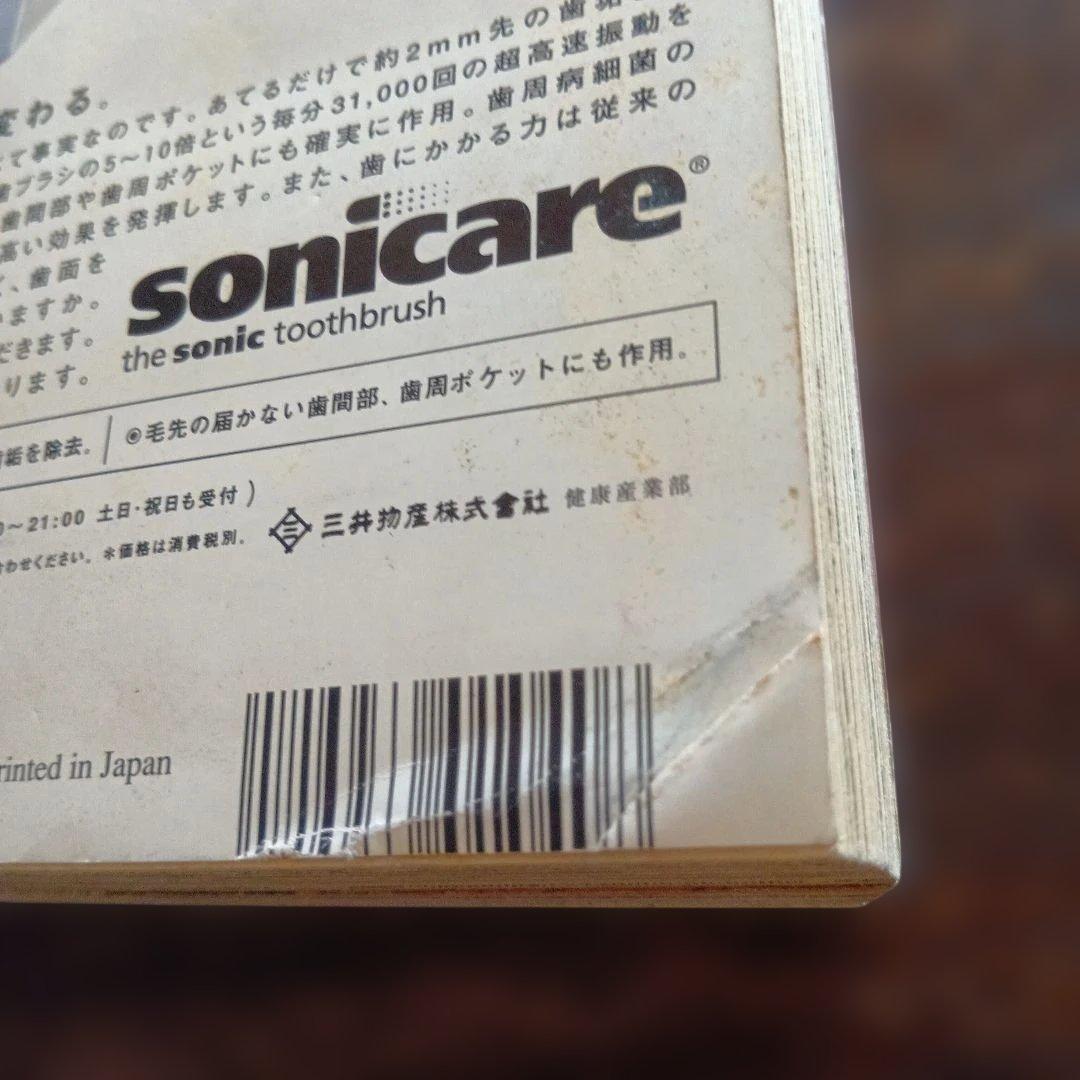 変わる。
て事実なのです。あてるだけで約2mm先の歯垢
歯ブラシの5〜10倍という毎分31,000回の超高速振動を
歯間部や歯周ポケットにも確実に作用。歯周病細菌の
高い効果を発揮します。また、歯にかかる力は従来の
、歯面を
ますか。
だきます。
ります。
sonicare®
the sonic toothbrush
垢を除去。
◉毛先の届かない歯間部、歯周ポケットにも作用。
〜21:00 土日・祝日も受付)
わせください。＊価格は消費税別。
三井物産株式會社 健康産業部
rinted in Japan